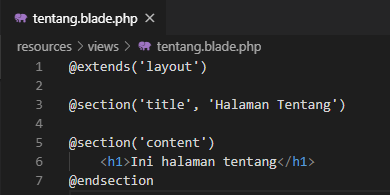 tentang.blade.php
resources > views > tentang.blade.php
1 @extends('layout')
2
3 @section('title', 'Halaman Tentang')
4
5 @section('content')
6     <h1>Ini halaman tentang</h1>
7 @endsection